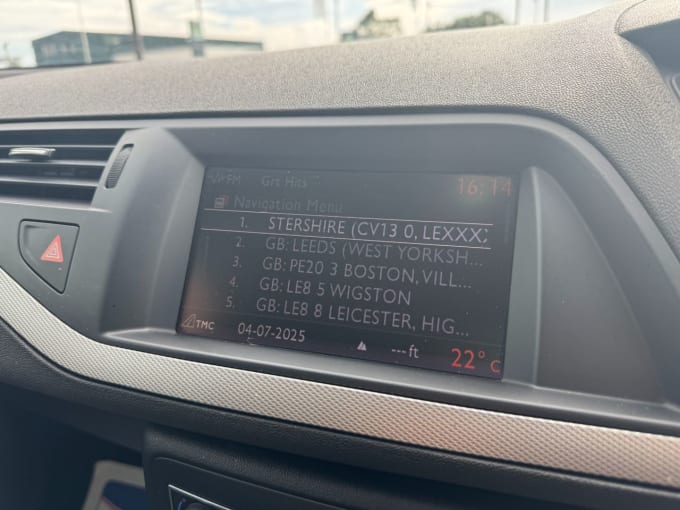 FM Grt Hits 16:14
Navigation Menu
1. STERSHIRE (CV13 0, LEXXX;
2. GB: LEEDS (WEST YORKSH...
3. GB: PE20 3 BOSTON, VILL...
4. GB: LE8 5 WIGSTON
5. GB: LE8 8 LEICESTER, HIG...
TMC 04-07-2025 ---ft 22° C